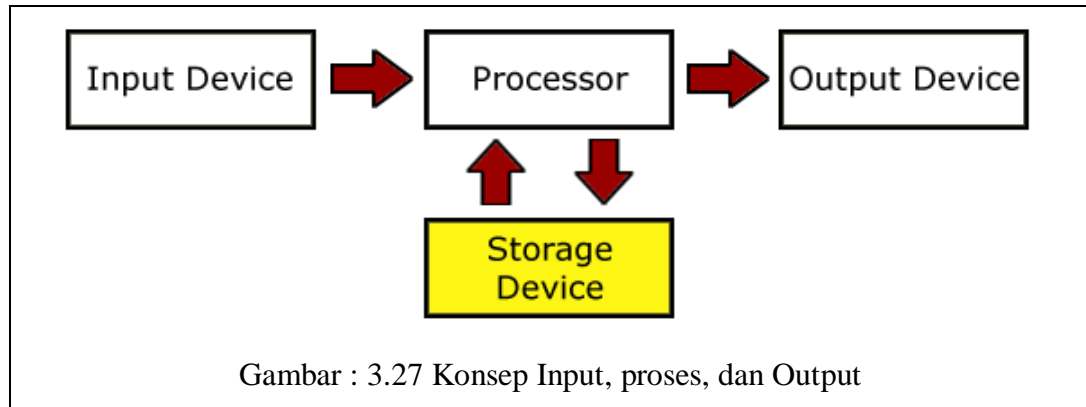 Input Device
Processor
Output Device
Storage
Device
Gambar : 3.27 Konsep Input, proses, dan Output